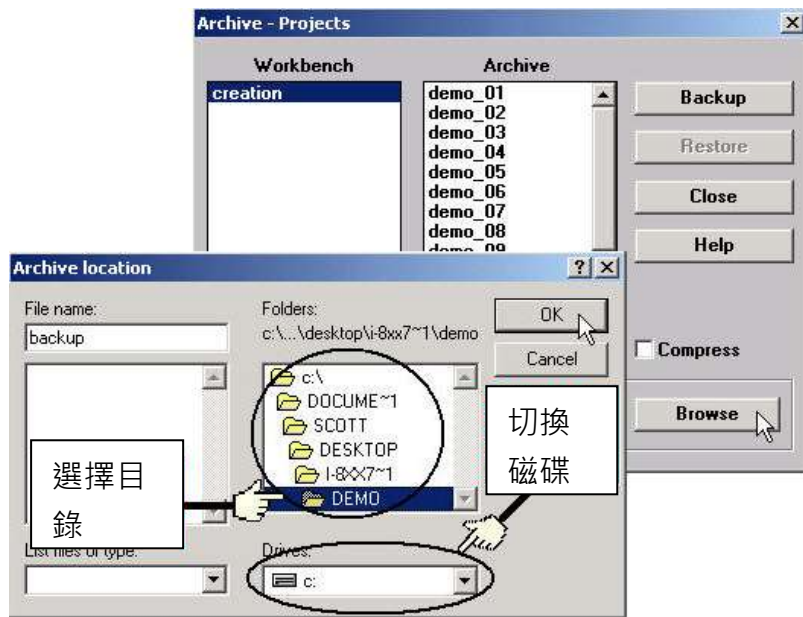 Archive - Projects
Workbench
Archive
creation
demo_01
demo_02
demo_03
demo_04
demo_05
demo_06
demo_07
demo_08
demo_09
Backup
Restore
Close
Help
Compress
Browse
Archive location
File name:
backup
Folders:
c:\...\desktop\i-8xx7~1\demo
OK
Cancel
c:\
DOCUME~1
SCOTT
DESKTOP
I-8XX7~1
DEMO
選擇目
錄
切換
磁碟
List files of type:
Drives:
c: